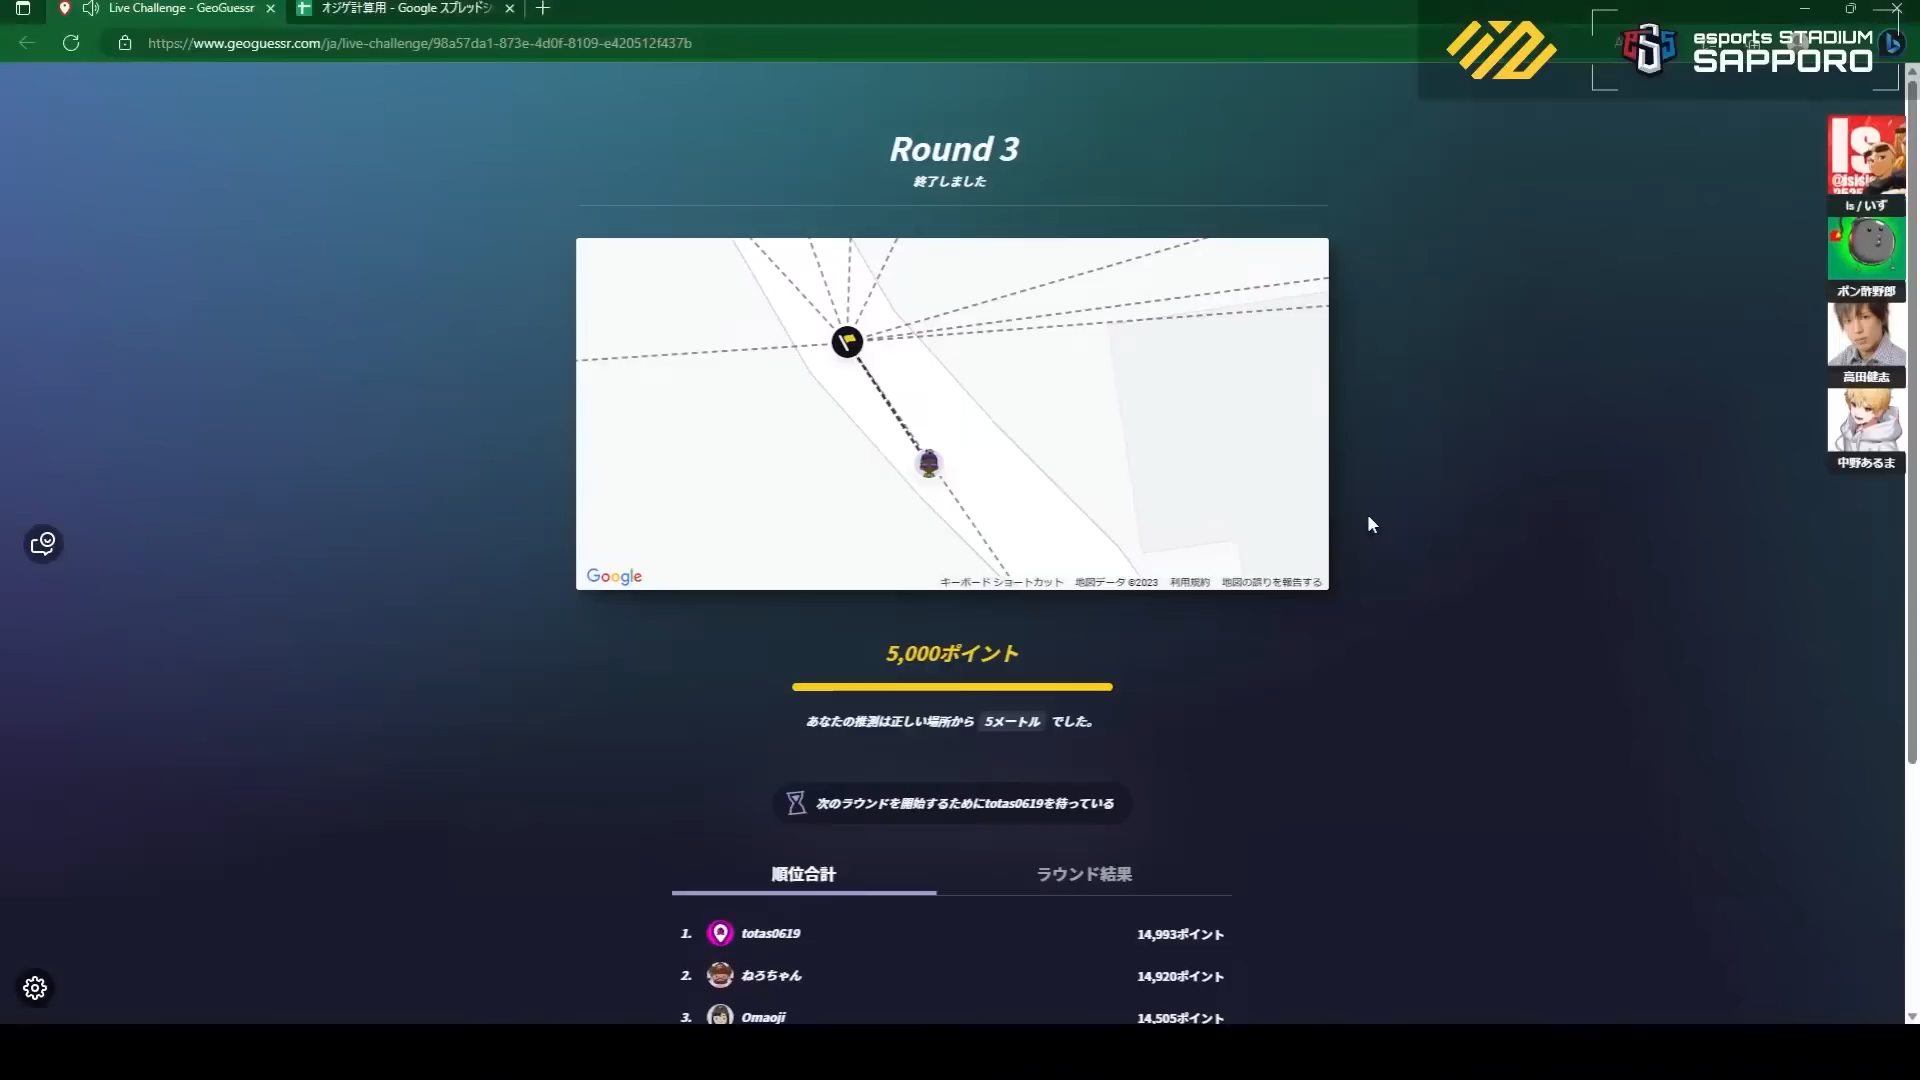 Live Challenge - GeoGuessr
オジゲ計算用 - Google スプレッドシ
https://www.geoguessr.com/ja/live-challenge/98a57da1-873e-4d0f-8109-e420512f437b
esports STADIUM
SAPPORO
Round 3
終了しました
Is
@isisis
Is / いず
ポン酢野郎
高田健志
中野あるま
Google
キーボード ショートカット 地図データ ©2023 利用規約 地図の誤りを報告する
5,000ポイント
あなたの推測は正しい場所から 5メートル でした。
次のラウンドを開始するためにtotas0619を待っている
順位合計 ラウンド結果
1. totas0619 14,993ポイント
2. ねろちゃん 14,920ポイント
3. Omaoji 14,505ポイント